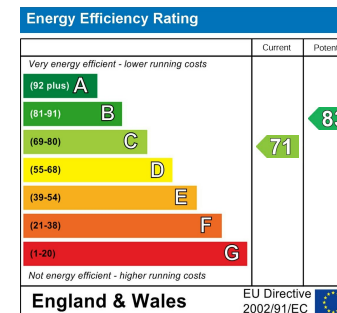 Energy Efficiency Rating
Current
Very energy efficient - lower running costs
(92 plus) A
(81-91) B
(69-80) C
71
(55-68) D
(39-54) E
(21-38) F
(1-20) G
Not energy efficient - higher running costs
England & Wales
EU Directive
2002/91/EC